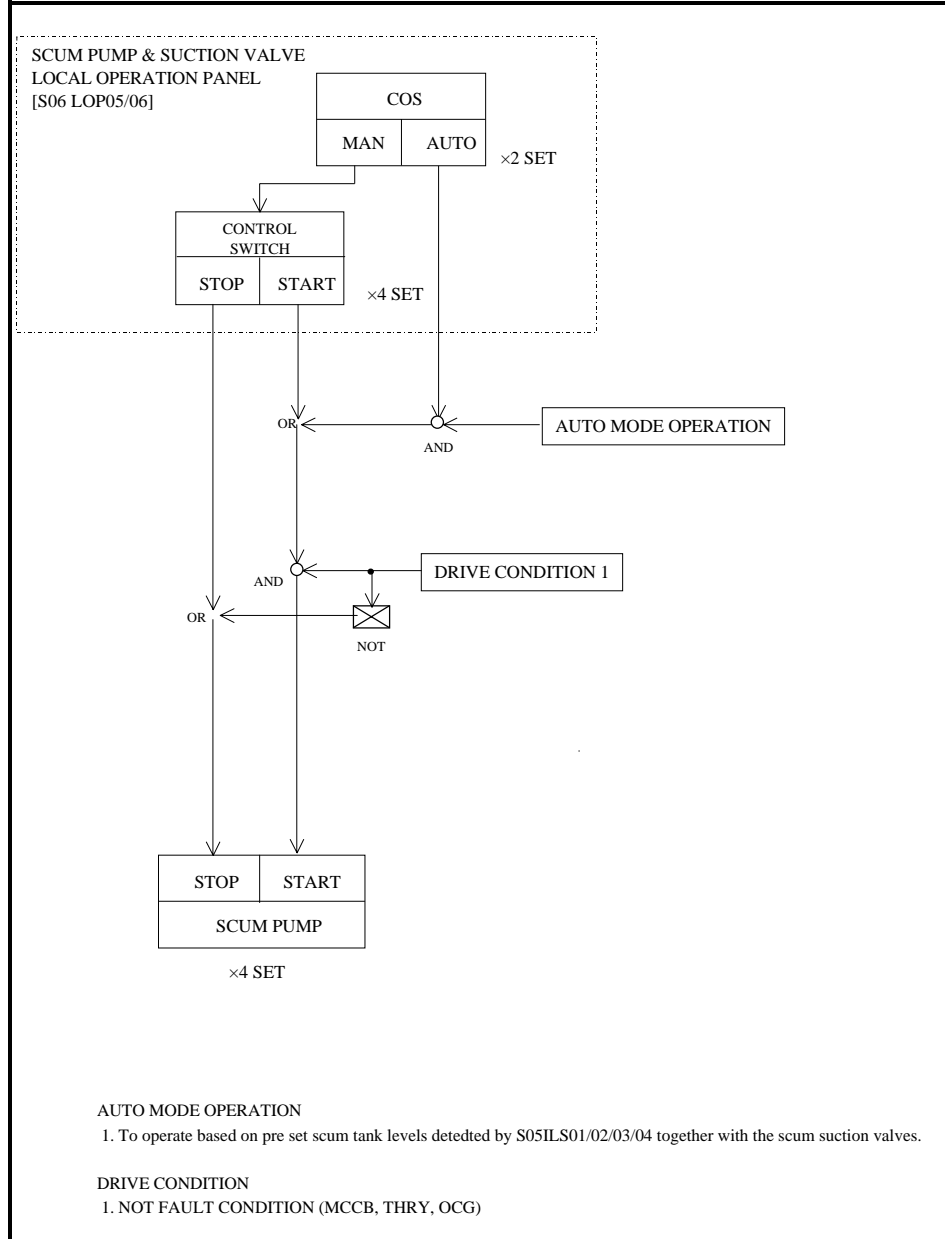 SCUM PUMP & SUCTION VALVE
LOCAL OPERATION PANEL
[S06 LOP05/06]
COS
MAN AUTO
×2 SET
CONTROL
SWITCH
STOP START
×4 SET
OR
AND
AUTO MODE OPERATION
AND
DRIVE CONDITION 1
OR
NOT
STOP START
SCUM PUMP
×4 SET
AUTO MODE OPERATION
1. To operate based on pre set scum tank levels detedted by S05ILS01/02/03/04 together with the scum suction valves.
DRIVE CONDITION
1. NOT FAULT CONDITION (MCCB, THRY, OCG)